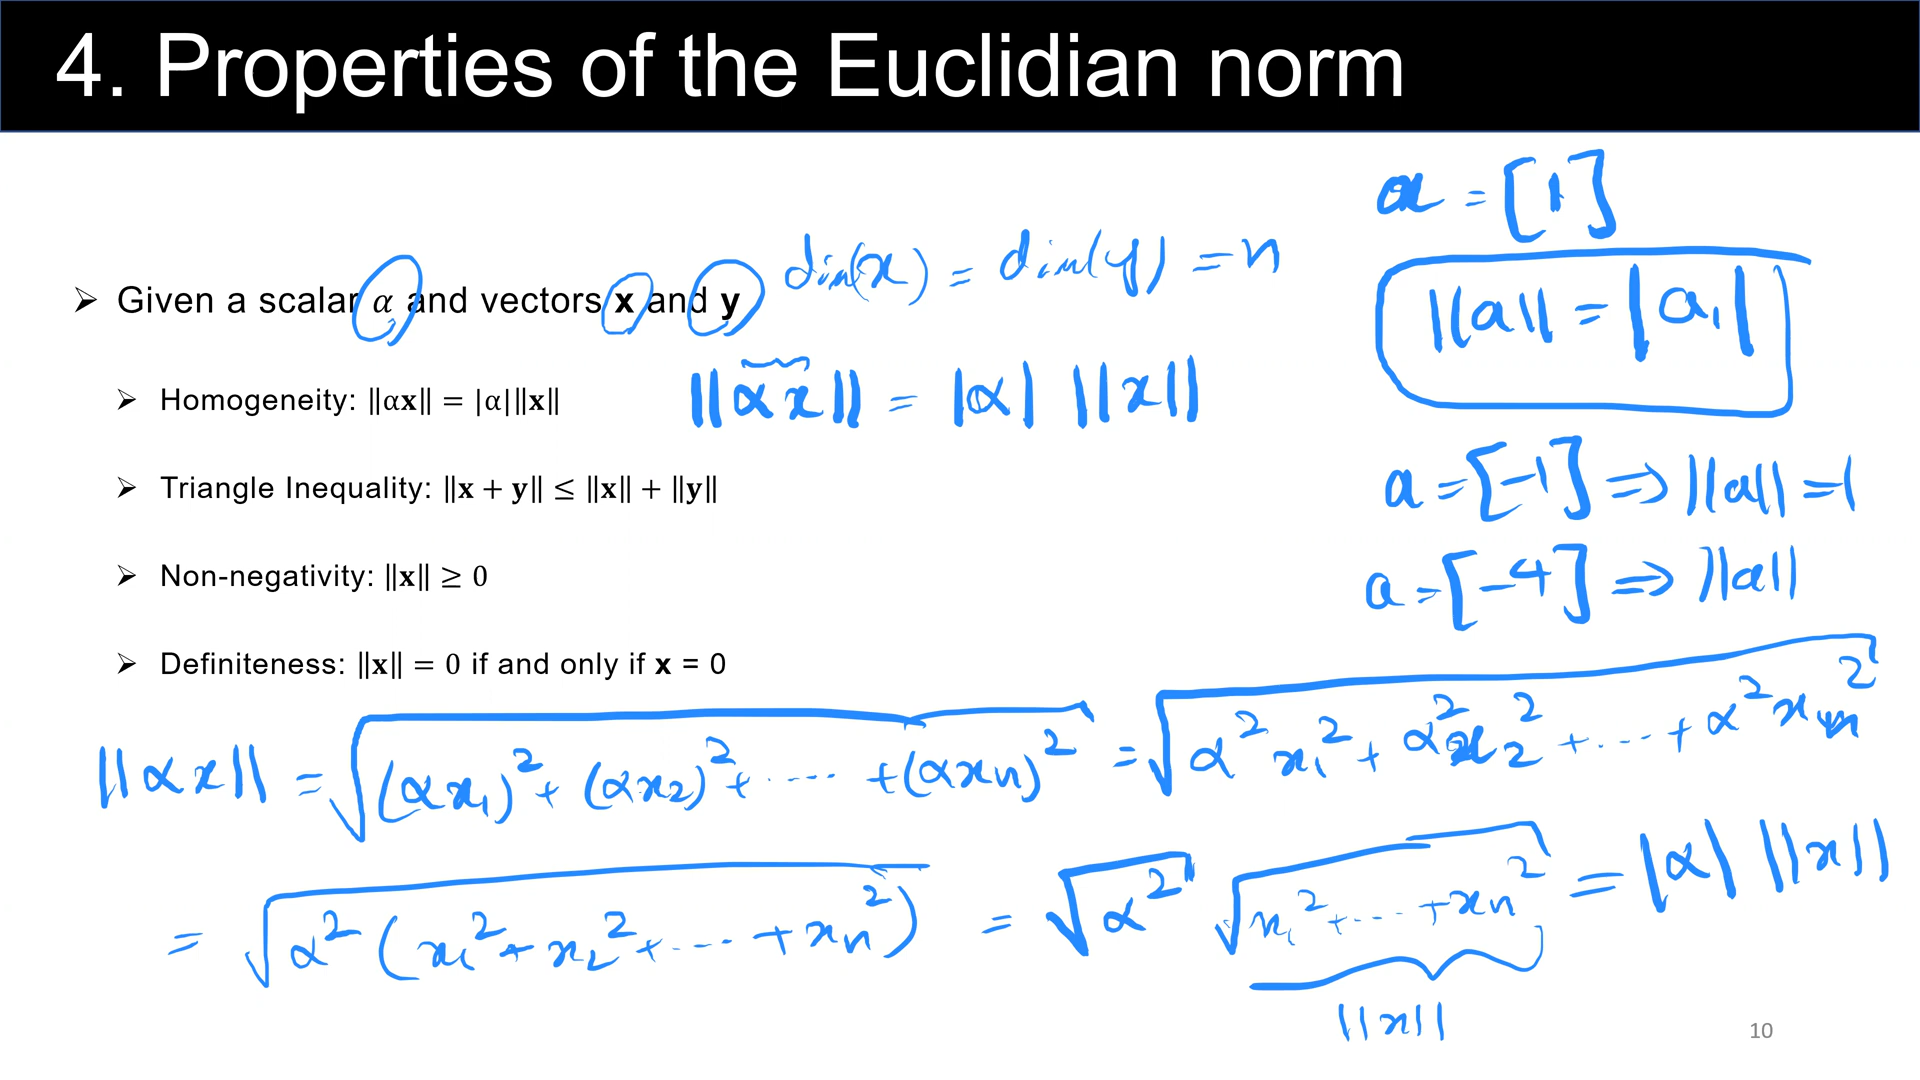 4. Properties of the Euclidian norm
a = [1]
dim(x) = dim(y) = n
➢ Given a scalar α and vectors x and y
||a|| = |a₁|
➢ Homogeneity: ‖αx‖ = |α|‖x‖
||αx|| = |α| ||x||
➢ Triangle Inequality: ‖x + y‖ ≤ ‖x‖ + ‖y‖
a = [-1] ⇒ ||a|| = 1
➢ Non-negativity: ‖x‖ ≥ 0
a = [-4] ⇒ ||a||
➢ Definiteness: ‖x‖ = 0 if and only if x = 0
||αx|| = √((αx₁)² + (αx₂)² + ..... + (αxn)²) = √(α²x₁² + α²x₂² + .... + α²xn²)
= √(α²(x₁² + x₂² + .... + xn²)) = √α² √(x₁² + .... + xn²) = |α| ||x||
||x||
10